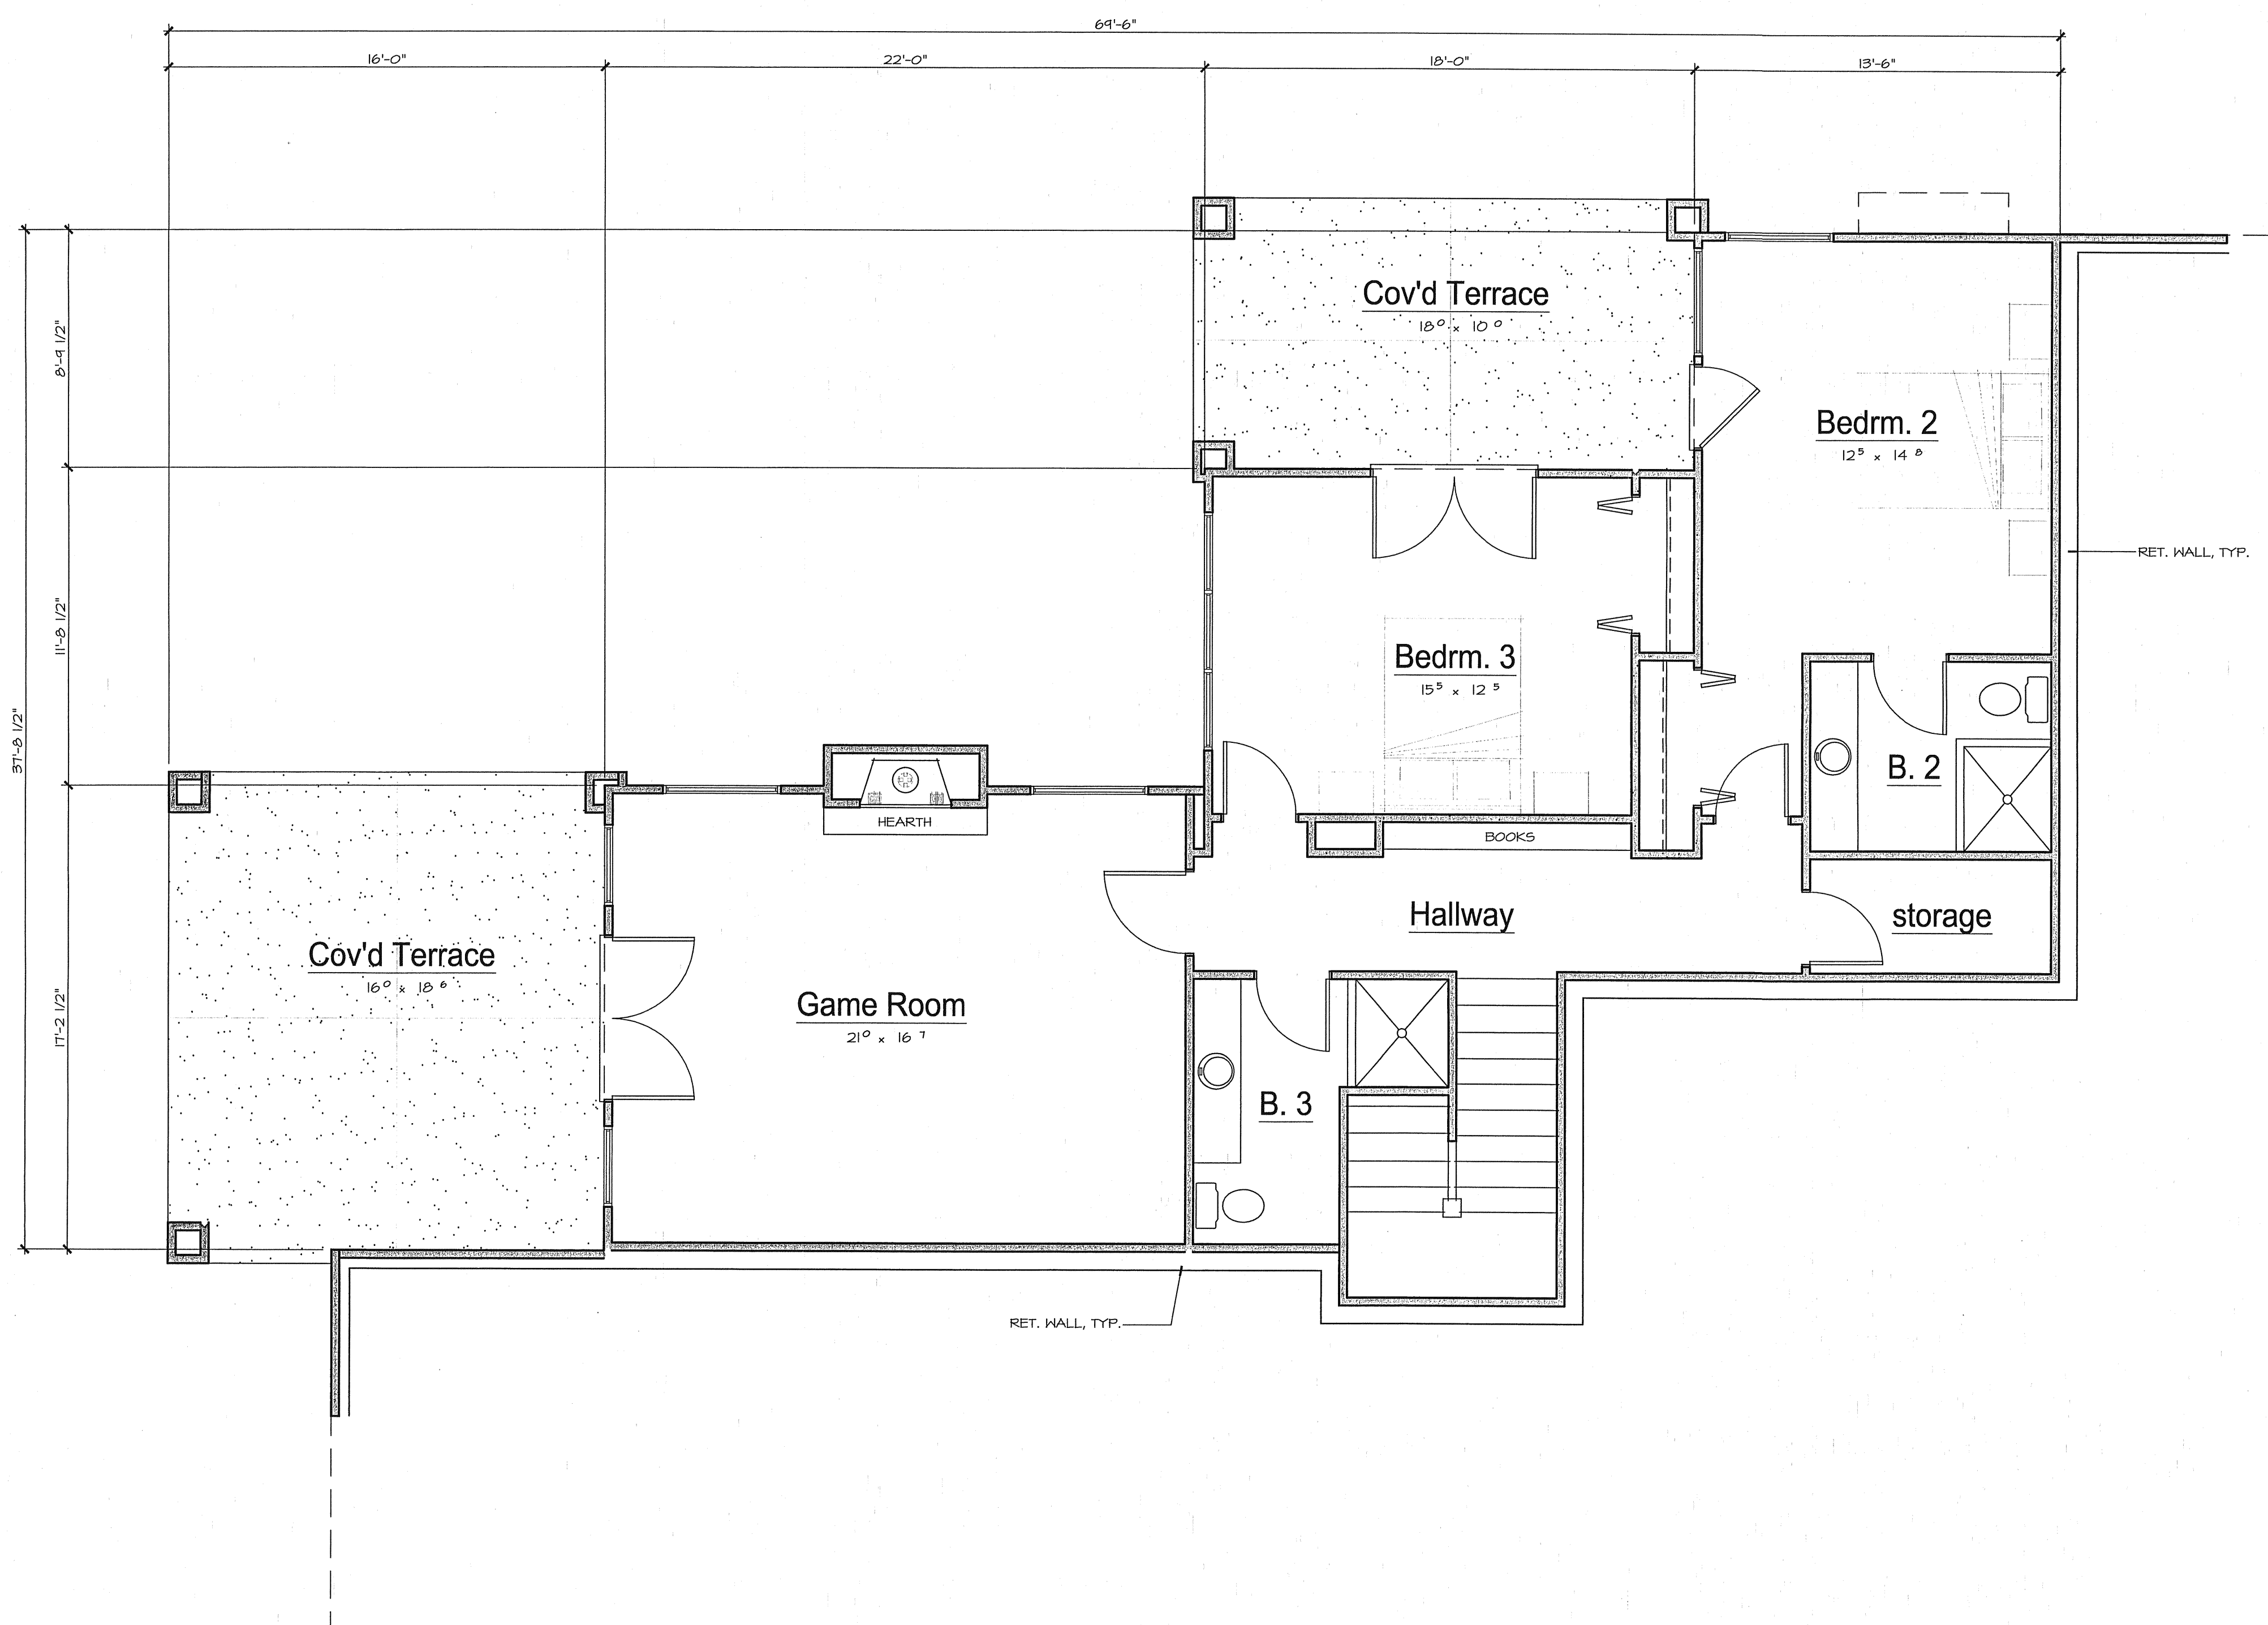 69'-6"
16'-0"
22'-0"
18'-0"
13'-6"
Cov'd Terrace
18⁰ x 10⁰
8'-9 1/2"
Bedrm. 2
12⁵ x 14⁸
RET. WALL, TYP.
11'-8 1/2"
Bedrm. 3
15⁵ x 12⁵
37'-8 1/2"
B. 2
HEARTH
BOOKS
Hallway
storage
Cov'd Terrace
16⁰ x 18⁶
Game Room
21⁰ x 16⁷
17'-2 1/2"
B. 3
RET. WALL, TYP.